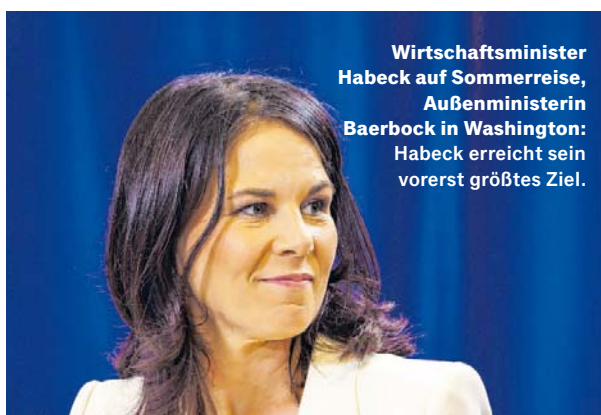 Wirtschaftsminister
Habeck auf Sommerreise,
Außenministerin
Baerbock in Washington:
Habeck erreicht sein
vorerst größtes Ziel.